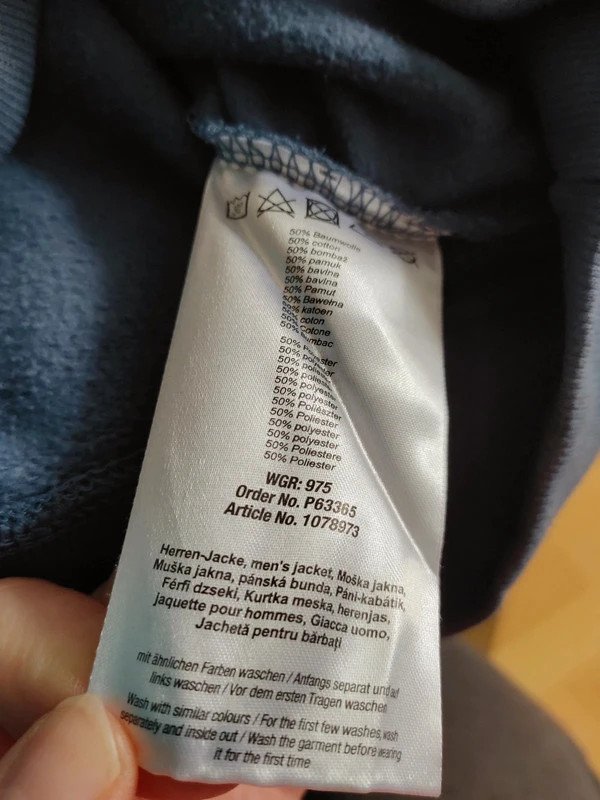 50% Baumwolle
50% cotton
50% bombaž
50% pamuk
50% bavlna
50% bavlna
50% Pamut
50% Bawełna
50% katoen
50% coton
50% Cotone
50%
50%
50% poliester
50% poliester
50% polyester
50% polyester
50% Poliészter
50% Poliester
50% polyester
50% polyester
50% Poliestere
50% Poliester
WGR: 975
Order No. P63365
Article No. 1078973
Herren-Jacke, men's jacket, Moška jakna,
Muška jakna, pánská bunda, Páni-kabátik,
Férfi dzseki, Kurtka meska, herenjas,
jaquette pour hommes, Giacca uomo,
Jachetă pentru bărbați
mit ähnlichen Farben waschen / Anfangs separat und auf
links waschen / Vor dem ersten Tragen waschen
Wash with similar colours / For the first few washes, wash
separately and inside out / Wash the garment before wearing
it for the first time